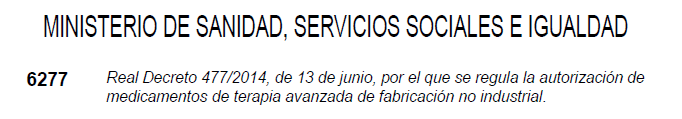 MINISTERIO DE SANIDAD, SERVICIOS SOCIALES E IGUALDAD
6277 Real Decreto 477/2014, de 13 de junio, por el que se regula la autorización de
medicamentos de terapia avanzada de fabricación no industrial.